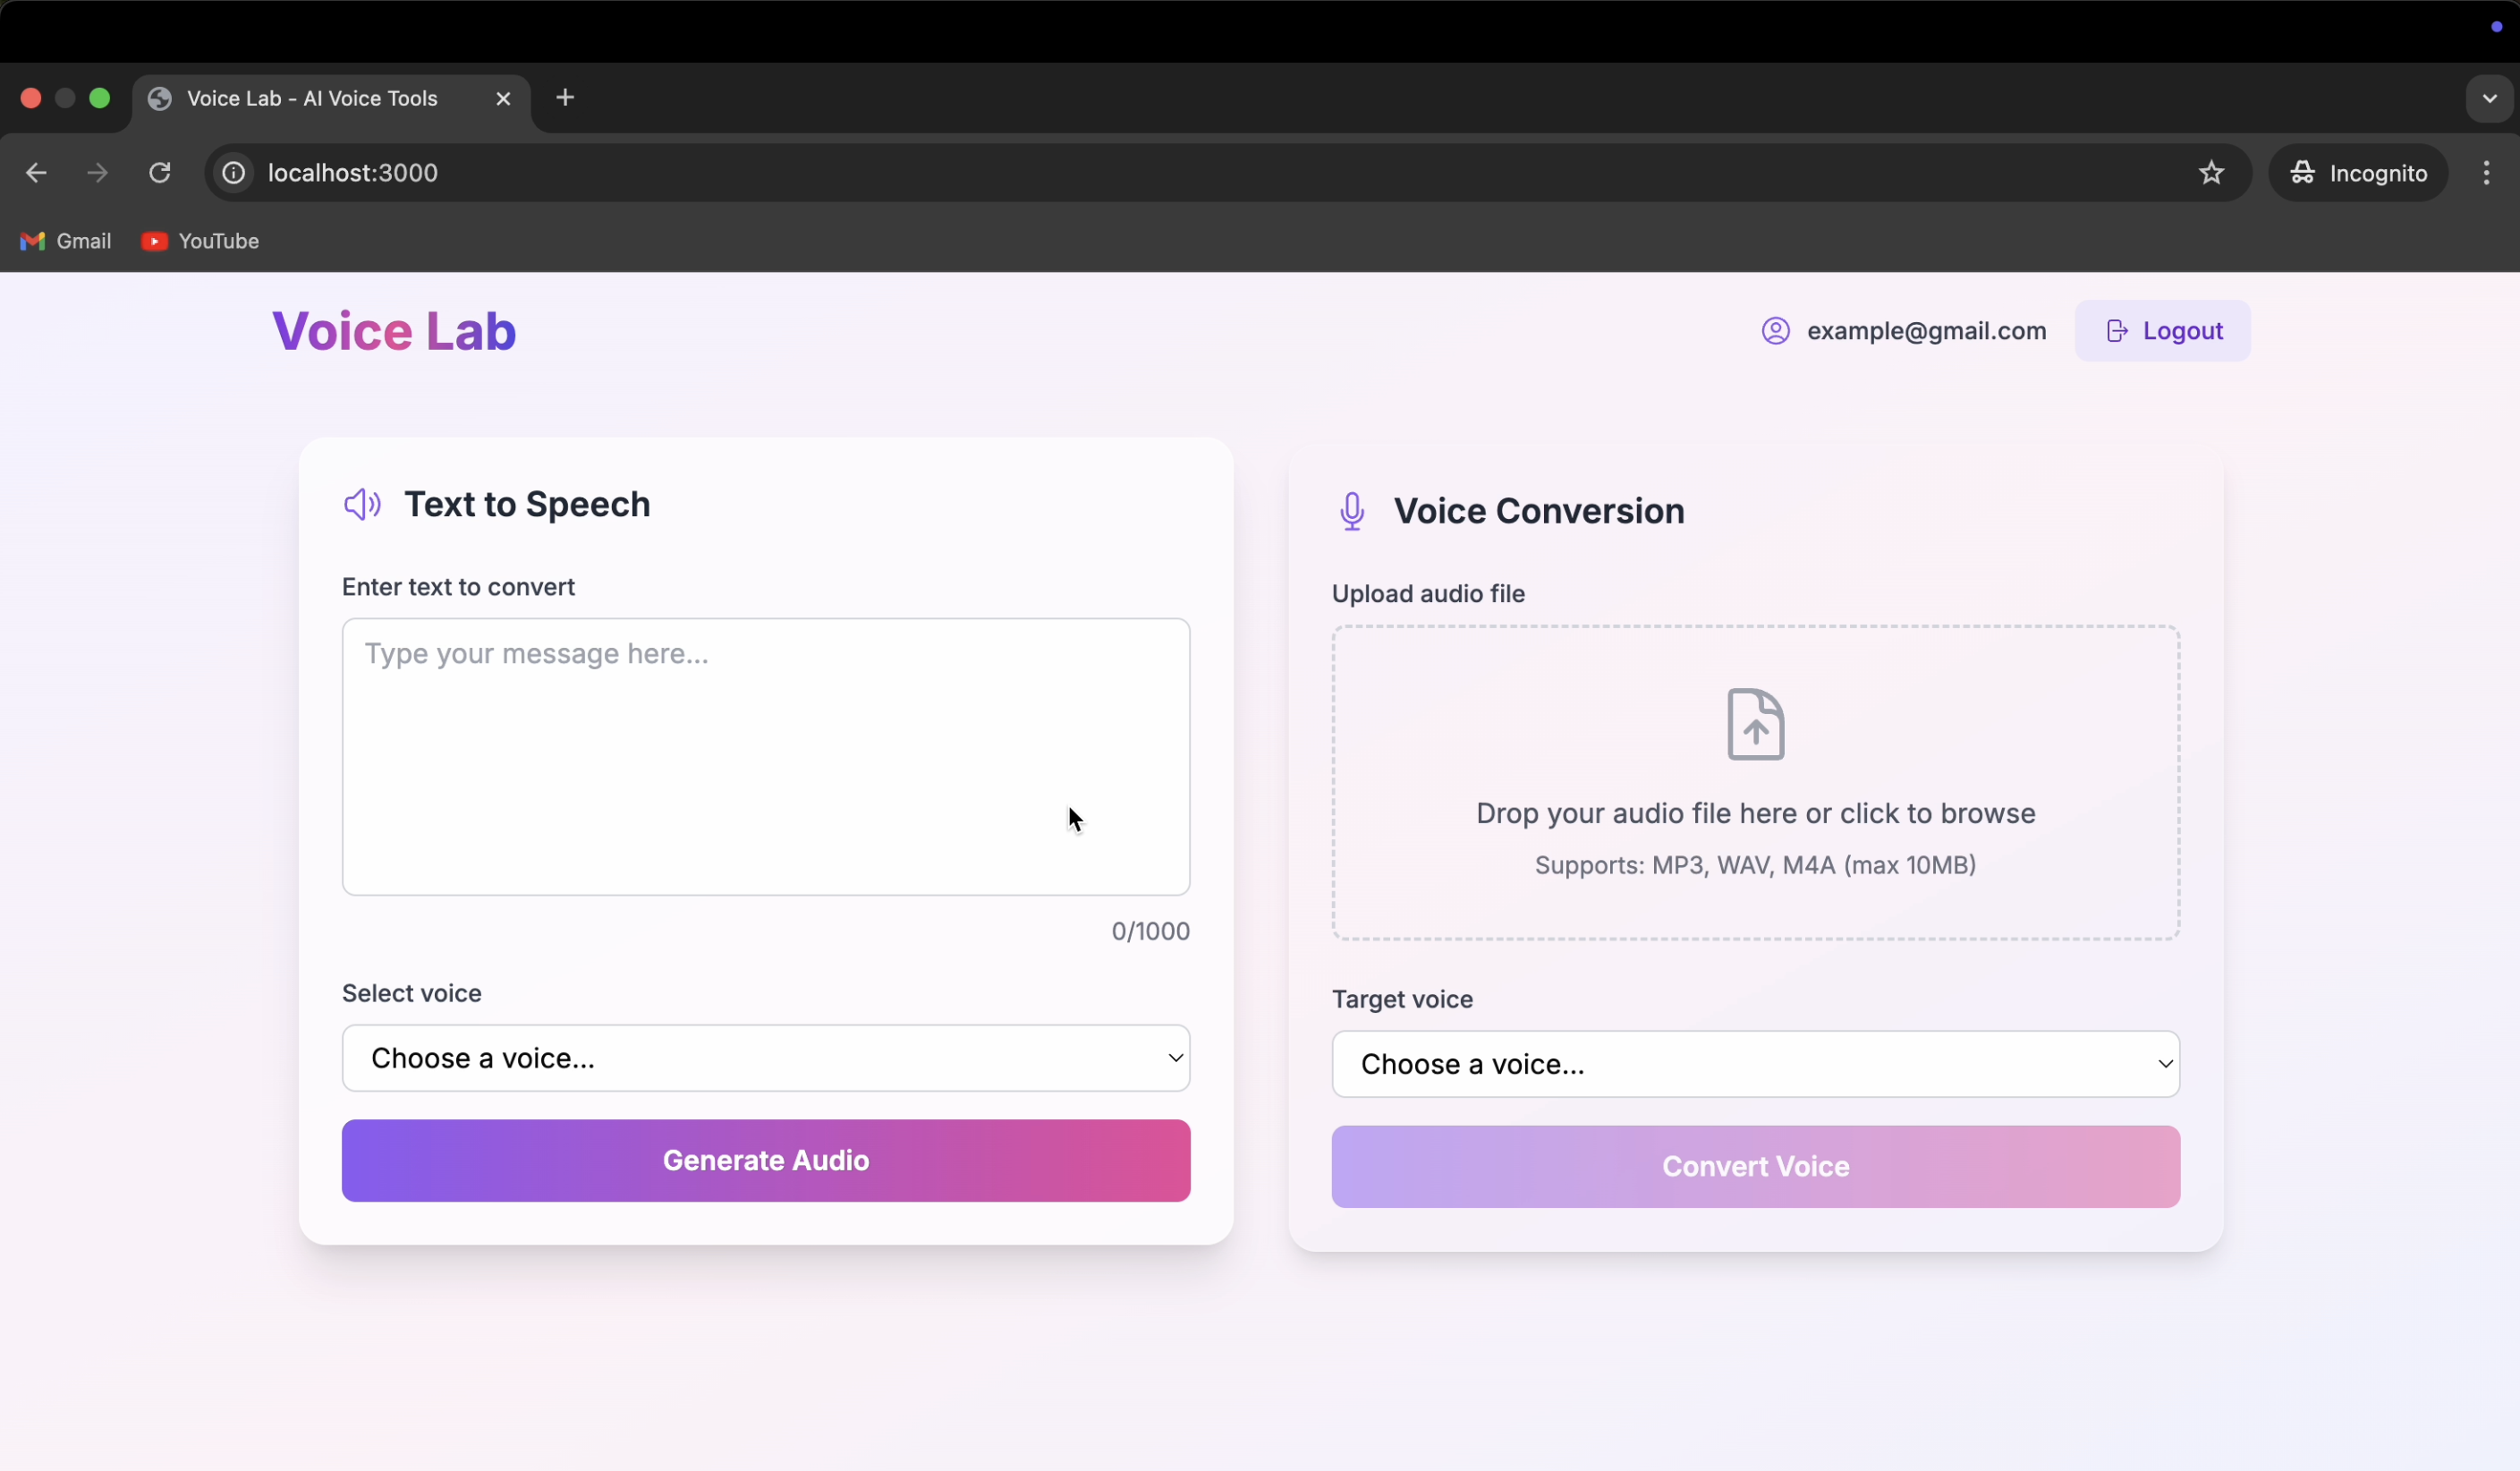 Voice Lab - AI Voice Tools
localhost:3000
Incognito
Gmail
YouTube
Voice Lab
example@gmail.com
Logout
Text to Speech
Enter text to convert
Type your message here...
0/1000
Select voice
Choose a voice...
Generate Audio
Voice Conversion
Upload audio file
Drop your audio file here or click to browse
Supports: MP3, WAV, M4A (max 10MB)
Target voice
Choose a voice...
Convert Voice